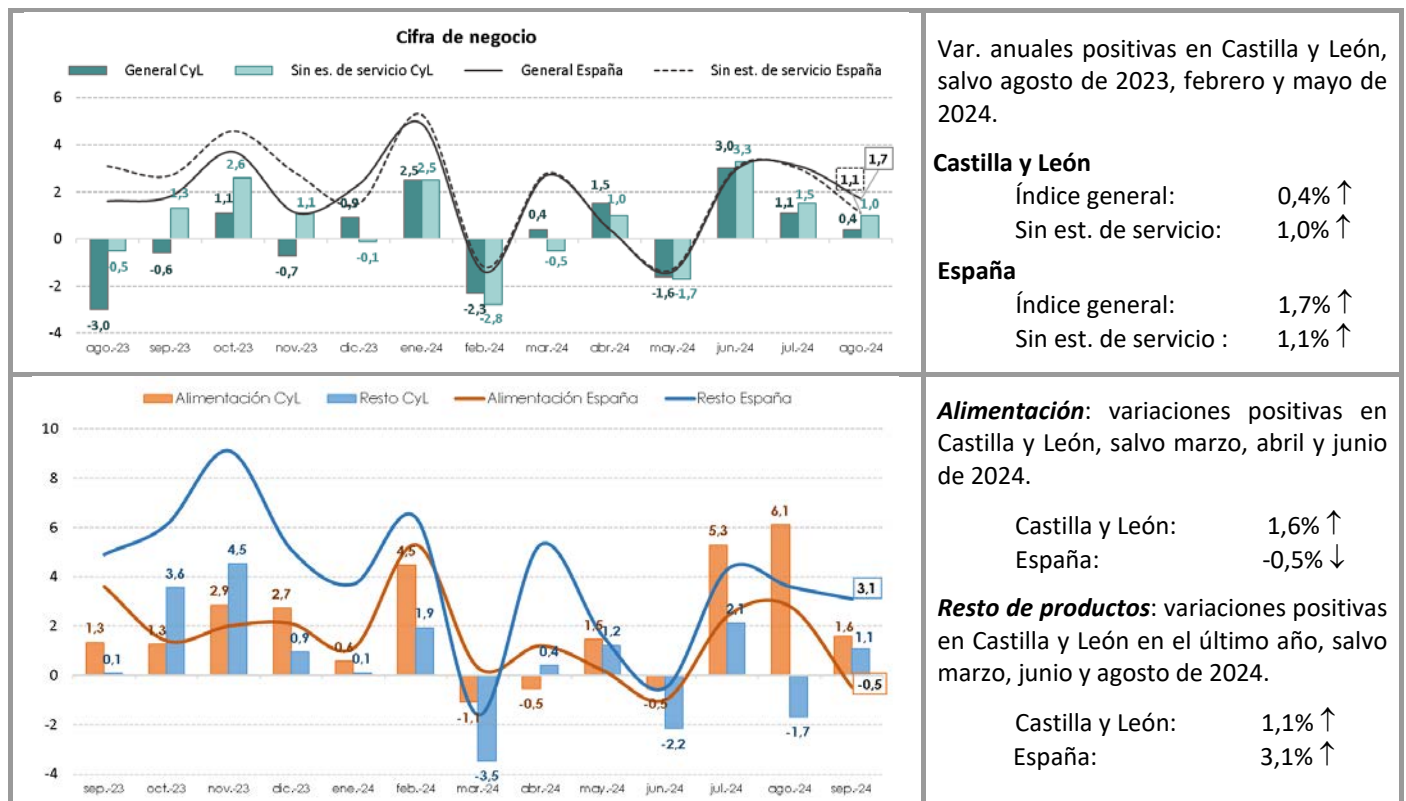 Cifra de negocio
General CyL Sin es. de servicio CyL General España Sin est. de servicio España
6
4
2
0
-2
-4
-3,0 -0,6 1,1 -0,7 0,9 2,5 -2,3 0,4 1,5 -1,6 3,0 1,1 0,4
-0,5 1,3 2,6 1,1 -0,1 2,5 -2,8 -0,5 1,0 -1,7 3,3 1,5 1,0
1,1 1,7
ago.-23 sep.-23 oct.-23 nov.-23 dic.-23 ene.-24 feb.-24 mar.-24 abr.-24 may.-24 jun.-24 jul.-24 ago.-24
Var. anuales positivas en Castilla y León,
salvo agosto de 2023, febrero y mayo de
2024.
Castilla y León
Índice general: 0,4% ↑
Sin est. de servicio: 1,0% ↑
España
Índice general: 1,7% ↑
Sin est. de servicio : 1,1% ↑
Alimentación CyL Resto CyL Alimentación España Resto España
10
8
6
4
2
0
-2
-4
1,3 1,3 2,9 2,7 0,6 4,5 -1,1 -0,5 1,5 -0,5 5,3 6,1 1,6
0,1 3,6 4,5 0,9 0,1 1,9 -3,5 0,4 1,2 -2,2 2,1 -1,7 1,1
3,1
-0,5
sep.-23 oct.-23 nov.-23 dic.-23 ene.-24 feb.-24 mar.-24 abr.-24 may.-24 jun.-24 jul.-24 ago.-24 sep.-24
Alimentación: variaciones positivas en
Castilla y León, salvo marzo, abril y junio
de 2024.
Castilla y León: 1,6% ↑
España: -0,5% ↓
Resto de productos: variaciones positivas
en Castilla y León en el último año, salvo
marzo, junio y agosto de 2024.
Castilla y León: 1,1% ↑
España: 3,1% ↑